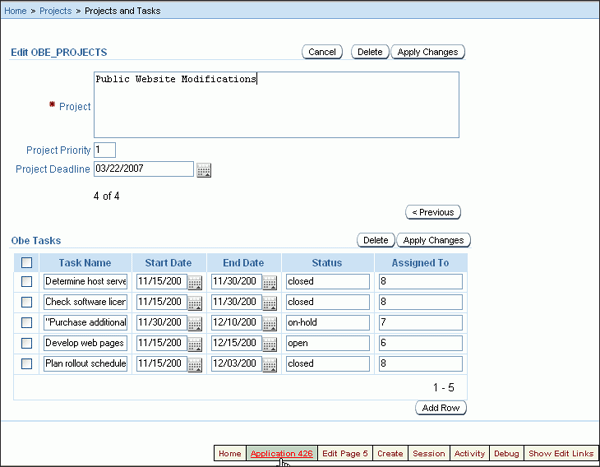 Home > Projects > Projects and Tasks
Edit OBE_PROJECTS Cancel Delete Apply Changes
Public Website Modifications
* Project
Project Priority 1
Project Deadline 03/22/2007
4 of 4
< Previous
Obe Tasks Delete Apply Changes
Task Name Start Date End Date Status Assigned To
Determine host serve 11/15/200 11/30/200 closed 8
Check software licen 11/15/200 11/30/200 closed 8
"Purchase additional 11/30/200 12/10/200 on-hold 7
Develop web pages 11/15/200 12/15/200 open 6
Plan rollout schedule 11/15/200 12/03/200 closed 8
1 - 5
Add Row
Home Application 426 Edit Page 5 Create Session Activity Debug Show Edit Links